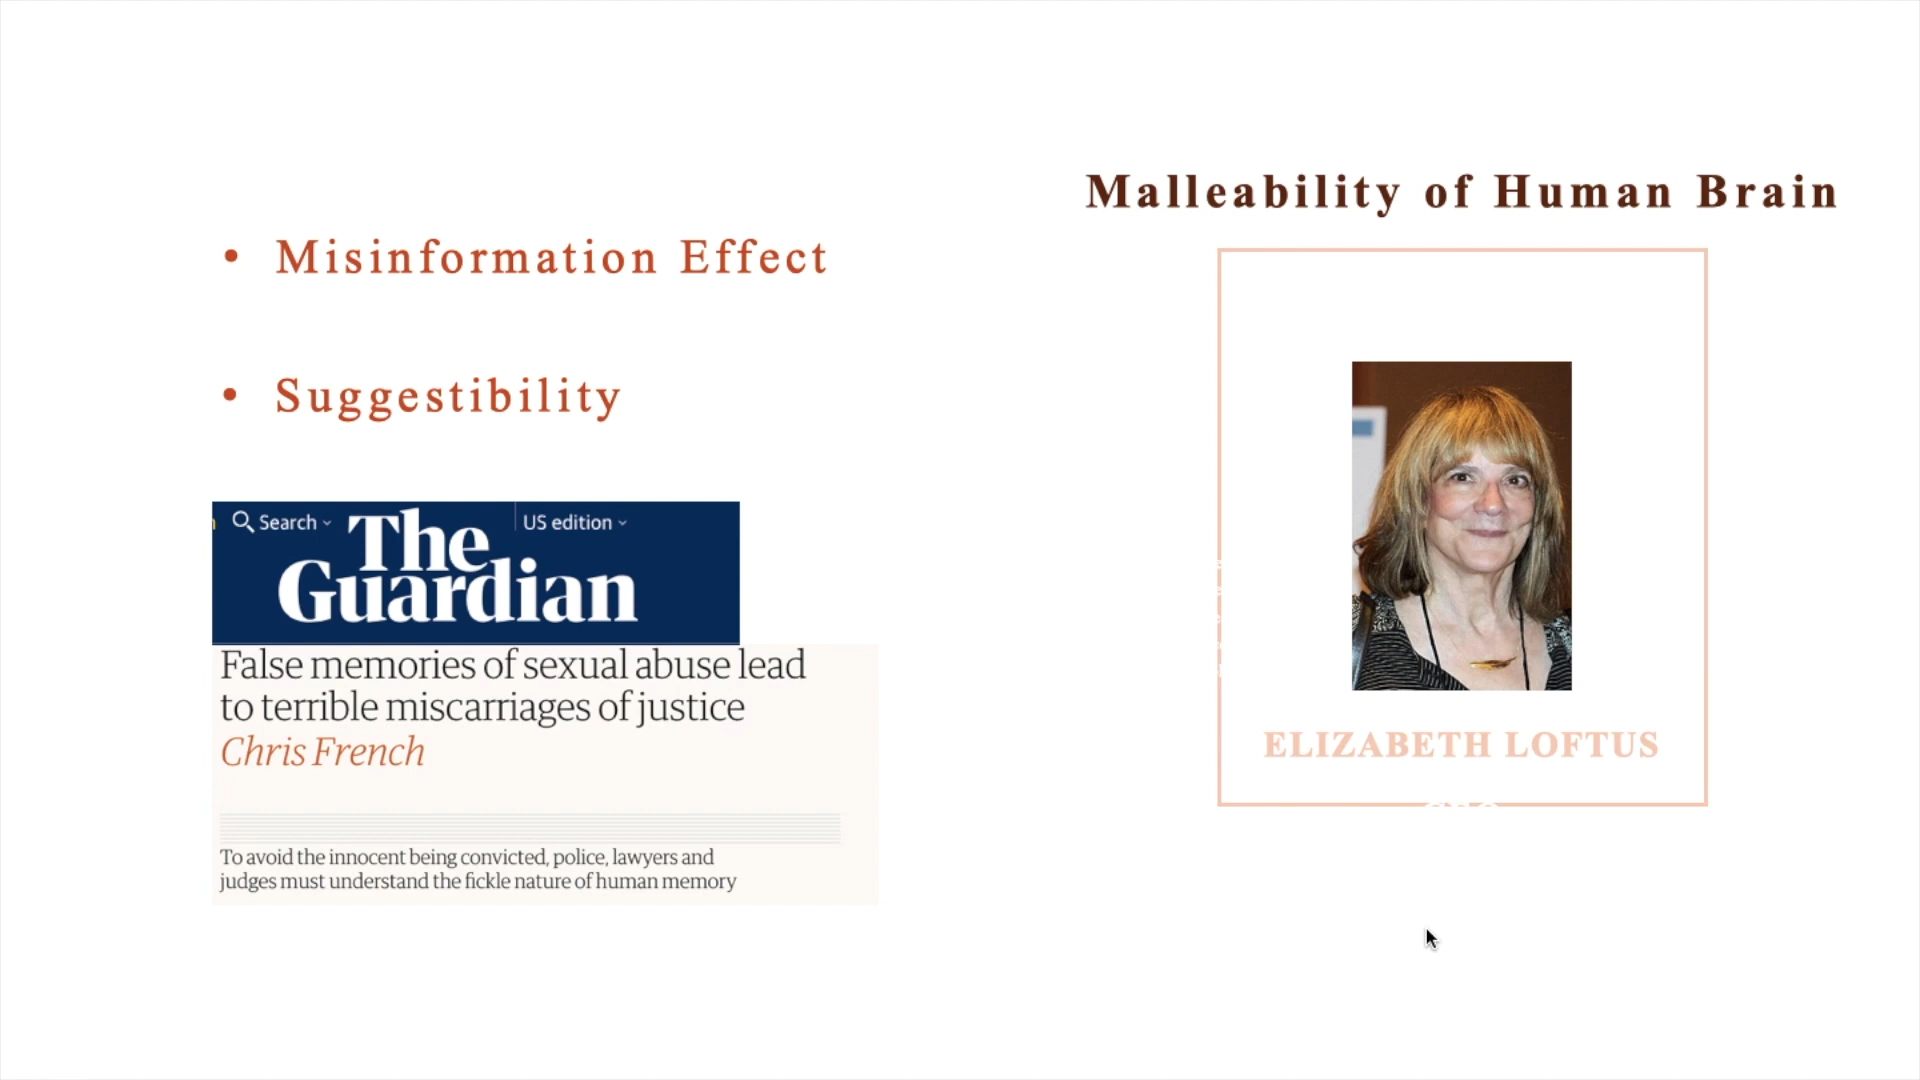 Malleability of Human Brain
• Misinformation Effect
• Suggestibility
Search
US edition
The
Guardian
False memories of sexual abuse lead
to terrible miscarriages of justice
Chris French
To avoid the innocent being convicted, police, lawyers and
judges must understand the fickle nature of human memory
ELIZABETH LOFTUS